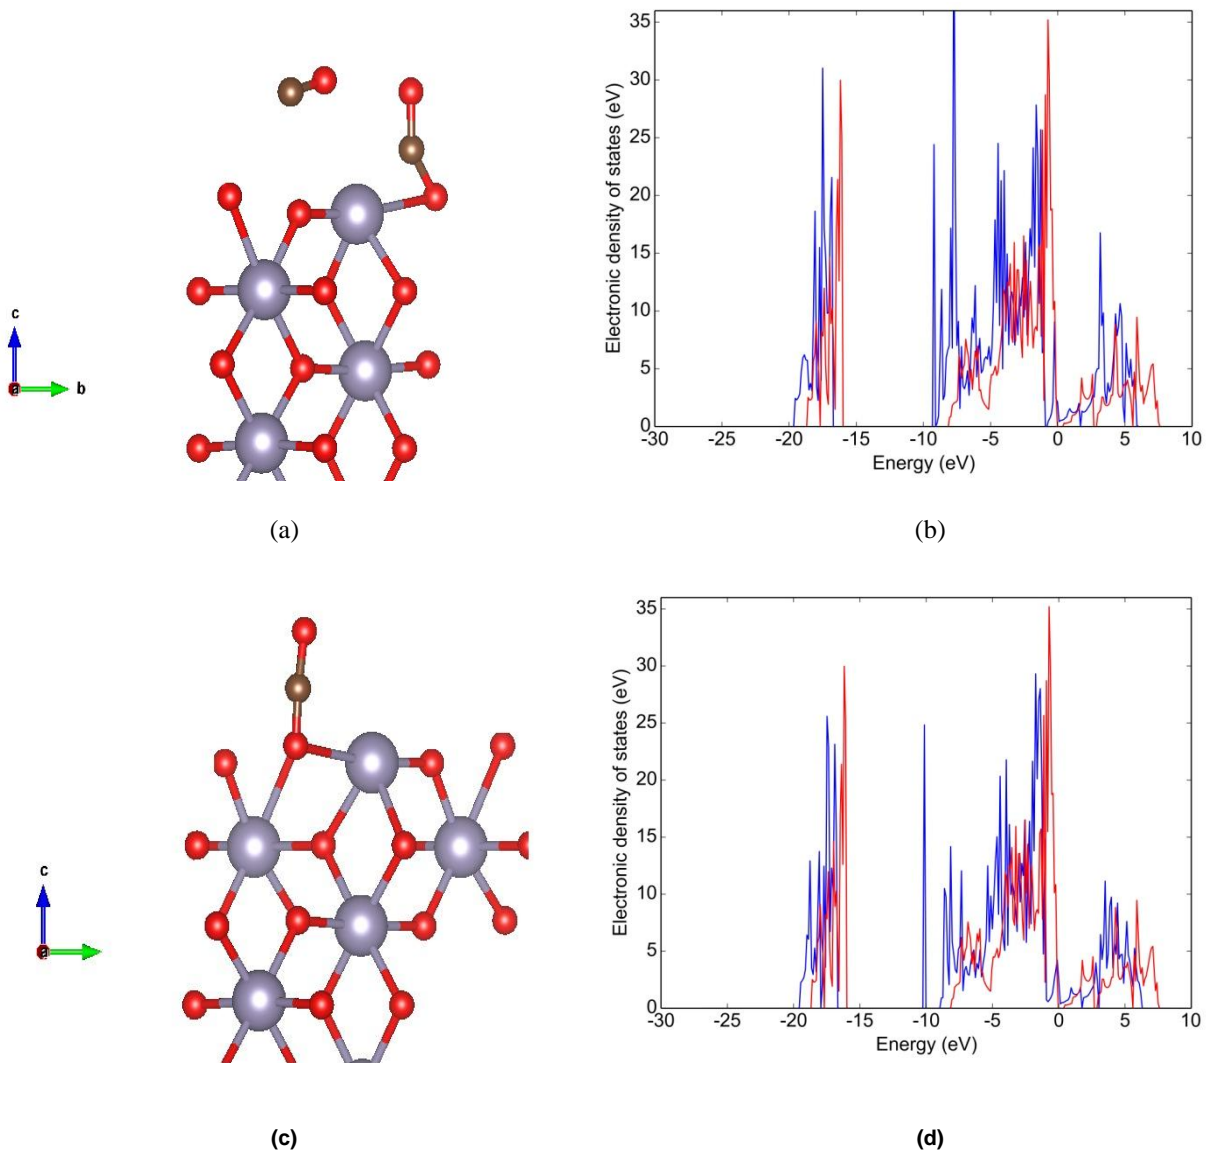 c
a
b
Electronic density of states (eV)
35
30
25
20
15
10
5
0
-30 -25 -20 -15 -10 -5 0 5 10
Energy (eV)
(a)
(b)
c
a
Electronic density of states (eV)
35
30
25
20
15
10
5
0
-30 -25 -20 -15 -10 -5 0 5 10
Energy (eV)
(c)
(d)